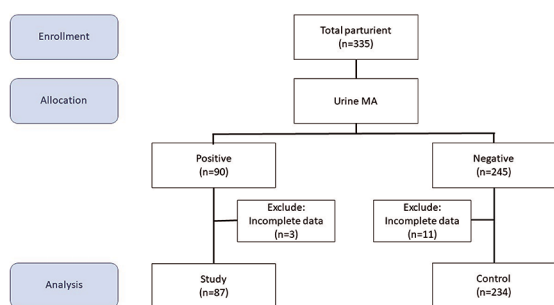 Enrollment
Total parturient
(n=335)
Allocation
Urine MA
Positive
(n=90)
Negative
(n=245)
Exclude:
Incomplete data
(n=3)
Exclude:
Incomplete data
(n=11)
Analysis
Study
(n=87)
Control
(n=234)